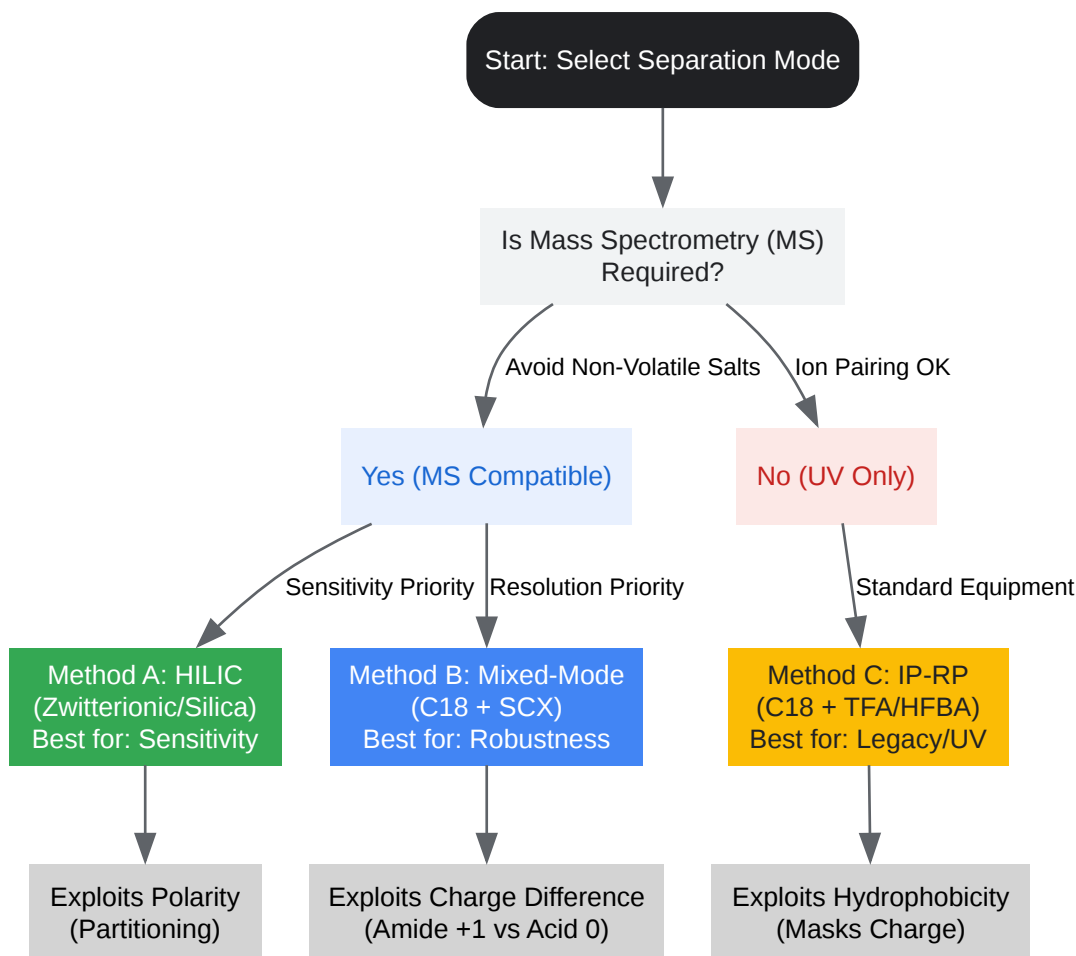 Start: Select Separation Mode
Is Mass Spectrometry (MS)
Required?
Avoid Non-Volatile Salts
Ion Pairing OK
Yes (MS Compatible)
No (UV Only)
Sensitivity Priority
Resolution Priority
Standard Equipment
Method A: HILIC
(Zwitterionic/Silica)
Best for: Sensitivity
Method B: Mixed-Mode
(C18 + SCX)
Best for: Robustness
Method C: IP-RP
(C18 + TFA/HFBA)
Best for: Legacy/UV
Exploits Polarity
(Partitioning)
Exploits Charge Difference
(Amide +1 vs Acid 0)
Exploits Hydrophobicity
(Masks Charge)